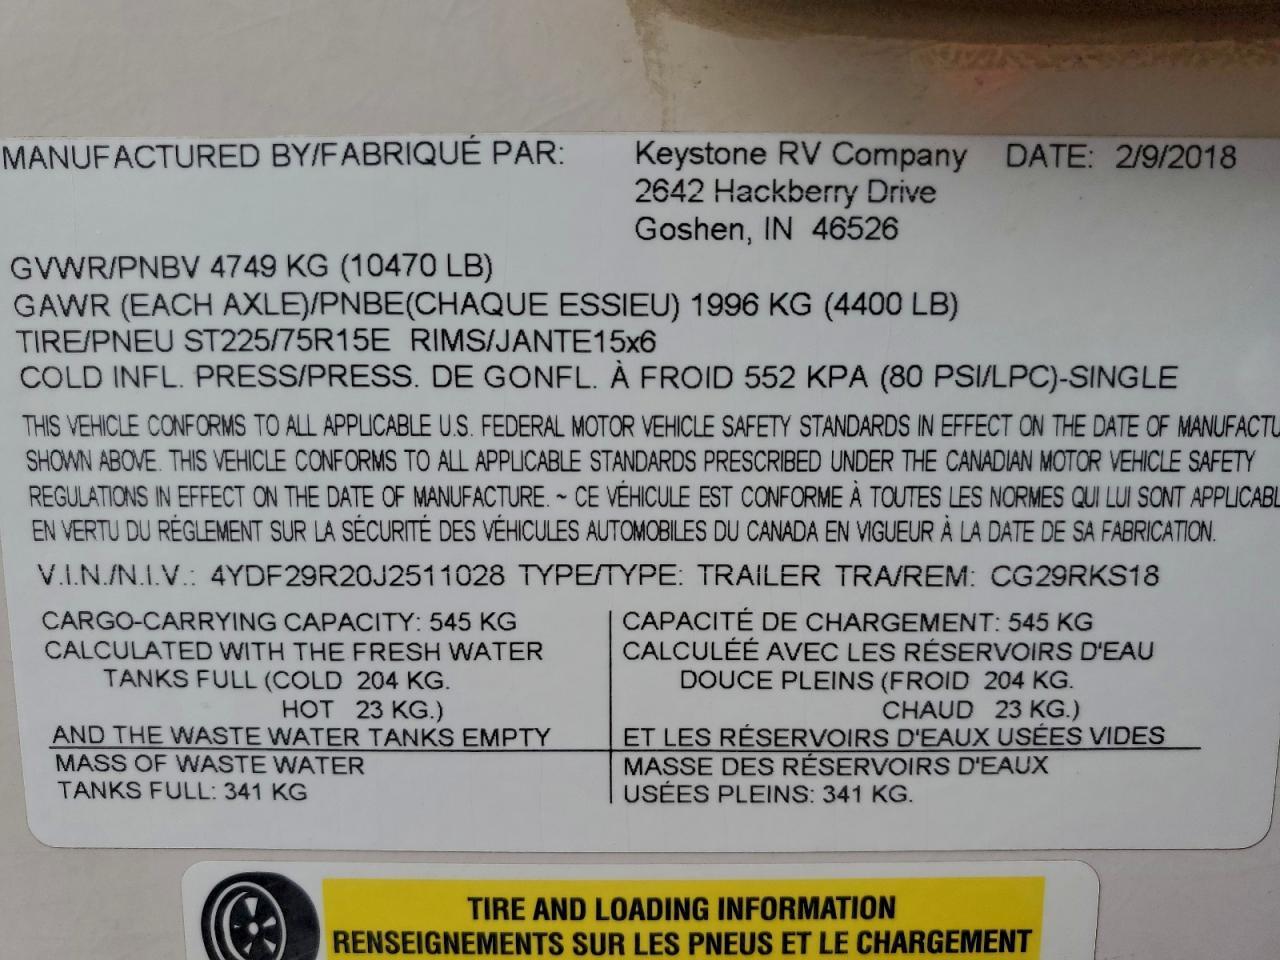 MANUFACTURED BY/FABRIQUÉ PAR: Keystone RV Company DATE: 2/9/2018
2642 Hackberry Drive
Goshen, IN 46526
GVWR/PNBV 4749 KG (10470 LB)
GAWR (EACH AXLE)/PNBE(CHAQUE ESSIEU) 1996 KG (4400 LB)
TIRE/PNEU ST225/75R15E RIMS/JANTE15x6
COLD INFL. PRESS/PRESS. DE GONFL. À FROID 552 KPA (80 PSI/LPC)-SINGLE
THIS VEHICLE CONFORMS TO ALL APPLICABLE U.S. FEDERAL MOTOR VEHICLE SAFETY STANDARDS IN EFFECT ON THE DATE OF MANUFACTU
SHOWN ABOVE. THIS VEHICLE CONFORMS TO ALL APPLICABLE STANDARDS PRESCRIBED UNDER THE CANADIAN MOTOR VEHICLE SAFETY
REGULATIONS IN EFFECT ON THE DATE OF MANUFACTURE. ~ CE VÉHICULE EST CONFORME À TOUTES LES NORMES QUI LUI SONT APPLICABL
EN VERTU DU RÉGLEMENT SUR LA SÉCURITÉ DES VÉHICULES AUTOMOBILES DU CANADA EN VIGUEUR À LA DATE DE SA FABRICATION.
V.I.N./N.I.V.: 4YDF29R20J2511028 TYPE/TYPE: TRAILER TRA/REM: CG29RKS18
CARGO-CARRYING CAPACITY: 545 KG
CALCULATED WITH THE FRESH WATER
TANKS FULL (COLD 204 KG.
HOT 23 KG.)
AND THE WASTE WATER TANKS EMPTY
MASS OF WASTE WATER
TANKS FULL: 341 KG
CAPACITÉ DE CHARGEMENT: 545 KG
CALCULÉÉ AVEC LES RÉSERVOIRS D'EAU
DOUCE PLEINS (FROID 204 KG.
CHAUD 23 KG.)
ET LES RÉSERVOIRS D'EAUX USÉES VIDES
MASSE DES RÉSERVOIRS D'EAUX
USÉES PLEINS: 341 KG.
TIRE AND LOADING INFORMATION
RENSEIGNEMENTS SUR LES PNEUS ET LE CHARGEMENT